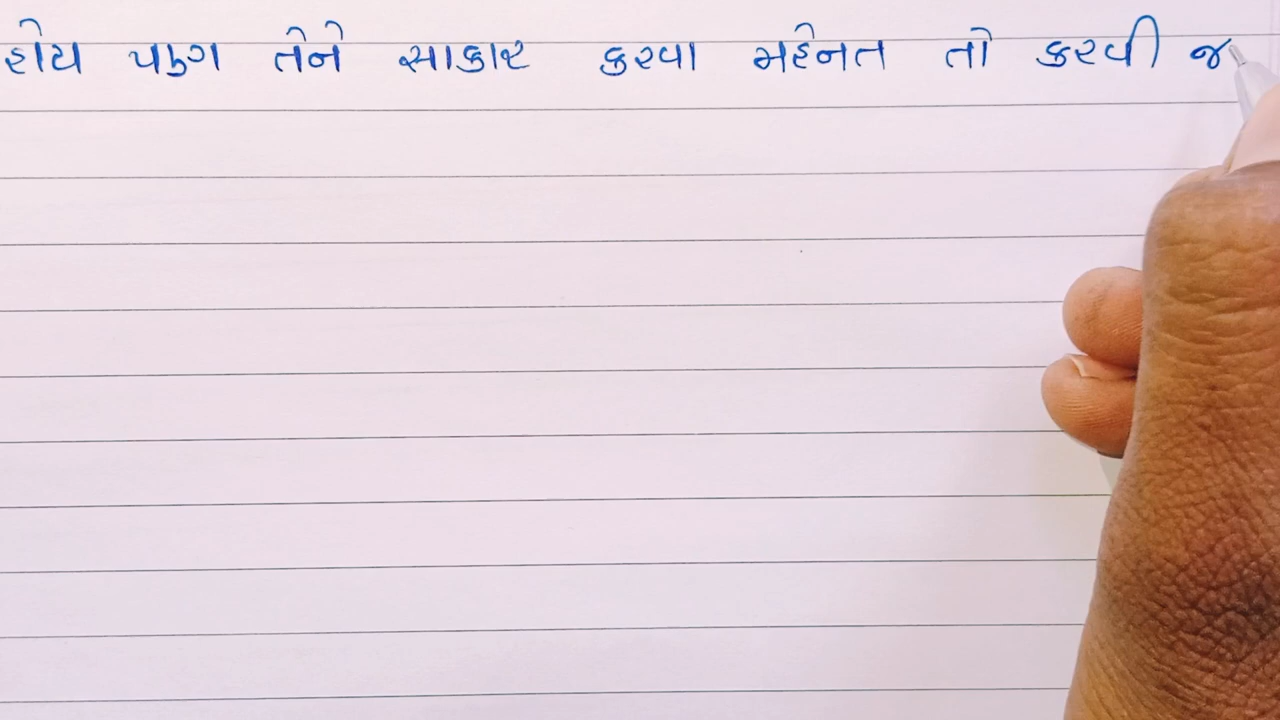 હોય પણ તેને સાકાર કરવા મહેનત તો કરવી જ